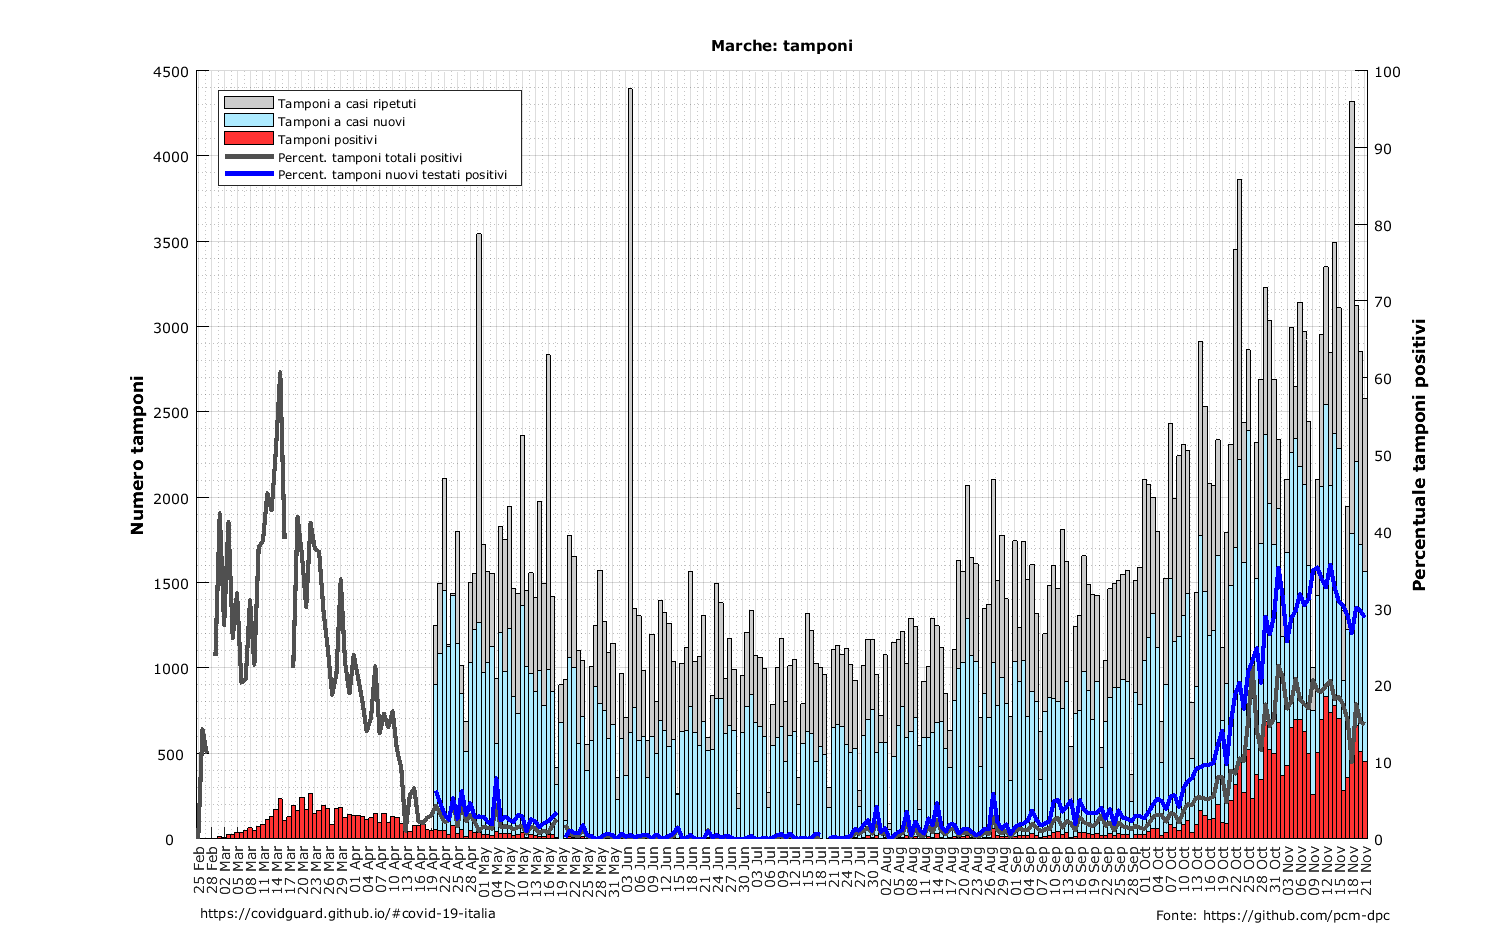 Marche: tamponi
Tamponi a casi ripetuti
Tamponi a casi nuovi
Tamponi positivi
Percent. tamponi totali positivi
Percent. tamponi nuovi testati positivi
Numero tamponi
4500
4000
3500
3000
2500
2000
1500
1000
500
0
Percentuale tamponi positivi
100
90
80
70
60
50
40
30
20
10
0
25 Feb
28 Feb
02 Mar
05 Mar
08 Mar
11 Mar
14 Mar
17 Mar
20 Mar
23 Mar
26 Mar
29 Mar
01 Apr
04 Apr
07 Apr
10 Apr
13 Apr
16 Apr
19 Apr
22 Apr
25 Apr
28 Apr
01 May
04 May
07 May
10 May
13 May
16 May
19 May
22 May
25 May
28 May
31 May
03 Jun
06 Jun
09 Jun
12 Jun
15 Jun
18 Jun
21 Jun
24 Jun
27 Jun
30 Jun
03 Jul
06 Jul
09 Jul
12 Jul
15 Jul
18 Jul
21 Jul
24 Jul
27 Jul
30 Jul
02 Aug
05 Aug
08 Aug
11 Aug
14 Aug
17 Aug
20 Aug
23 Aug
26 Aug
29 Aug
01 Sep
04 Sep
07 Sep
10 Sep
13 Sep
16 Sep
19 Sep
22 Sep
25 Sep
28 Sep
01 Oct
04 Oct
07 Oct
10 Oct
13 Oct
16 Oct
19 Oct
22 Oct
25 Oct
28 Oct
31 Oct
03 Nov
06 Nov
09 Nov
12 Nov
15 Nov
18 Nov
21 Nov
https://covidguard.github.io/#covid-19-italia
Fonte: https://github.com/pcm-dpc